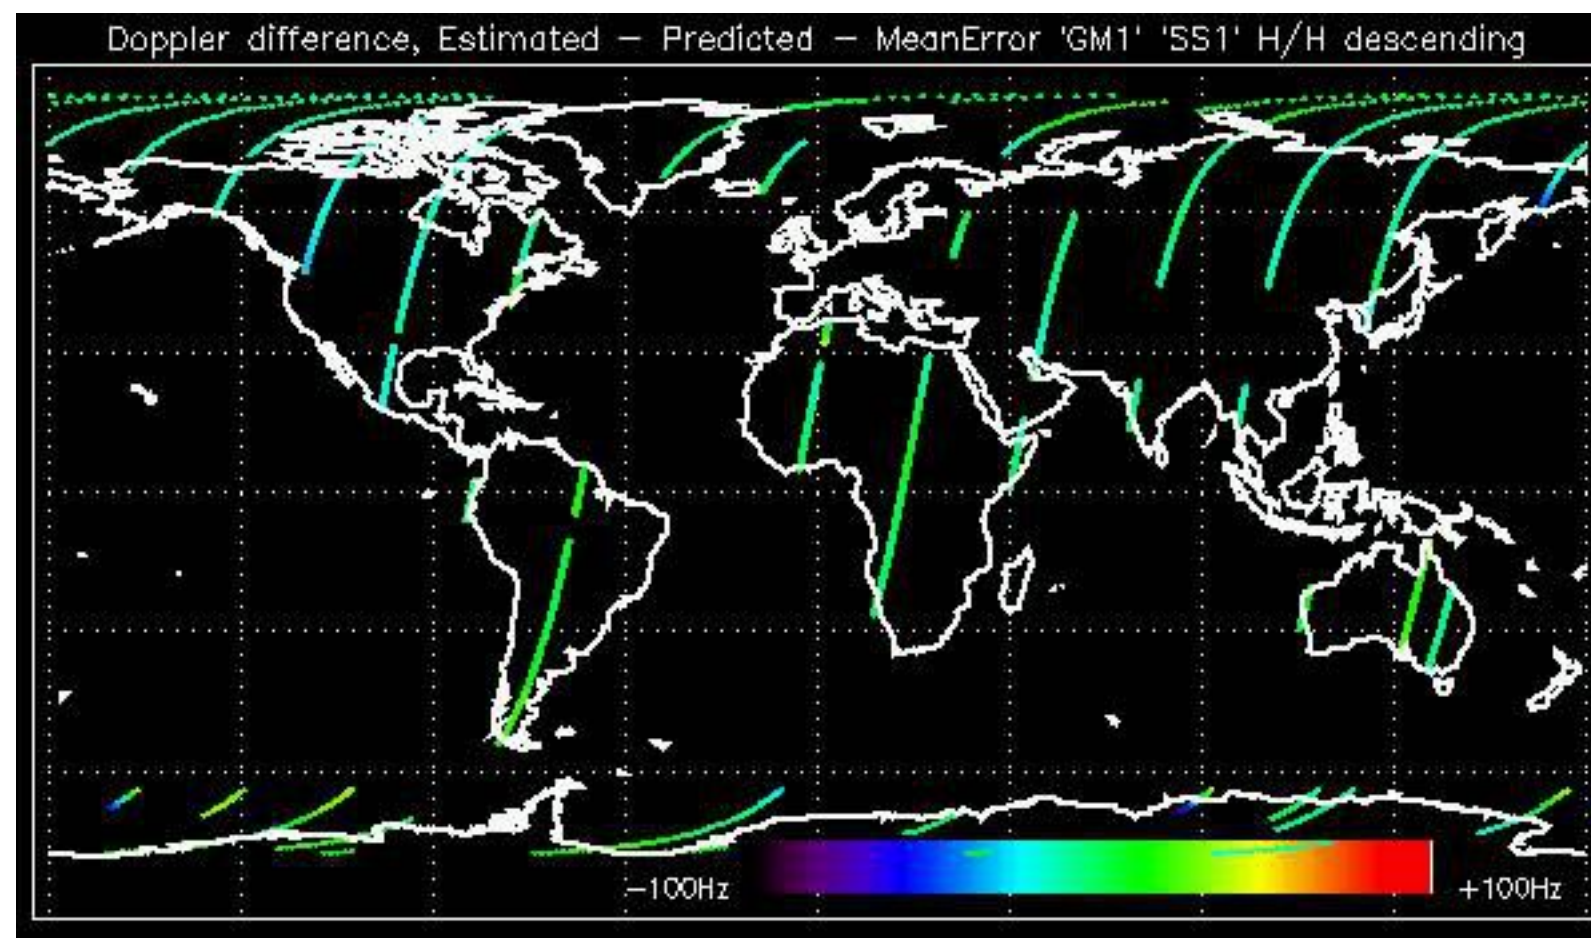 Doppler difference, Estimated – Predicted – MeanError 'GM1' 'SS1' H/H descending
–100Hz
+100Hz